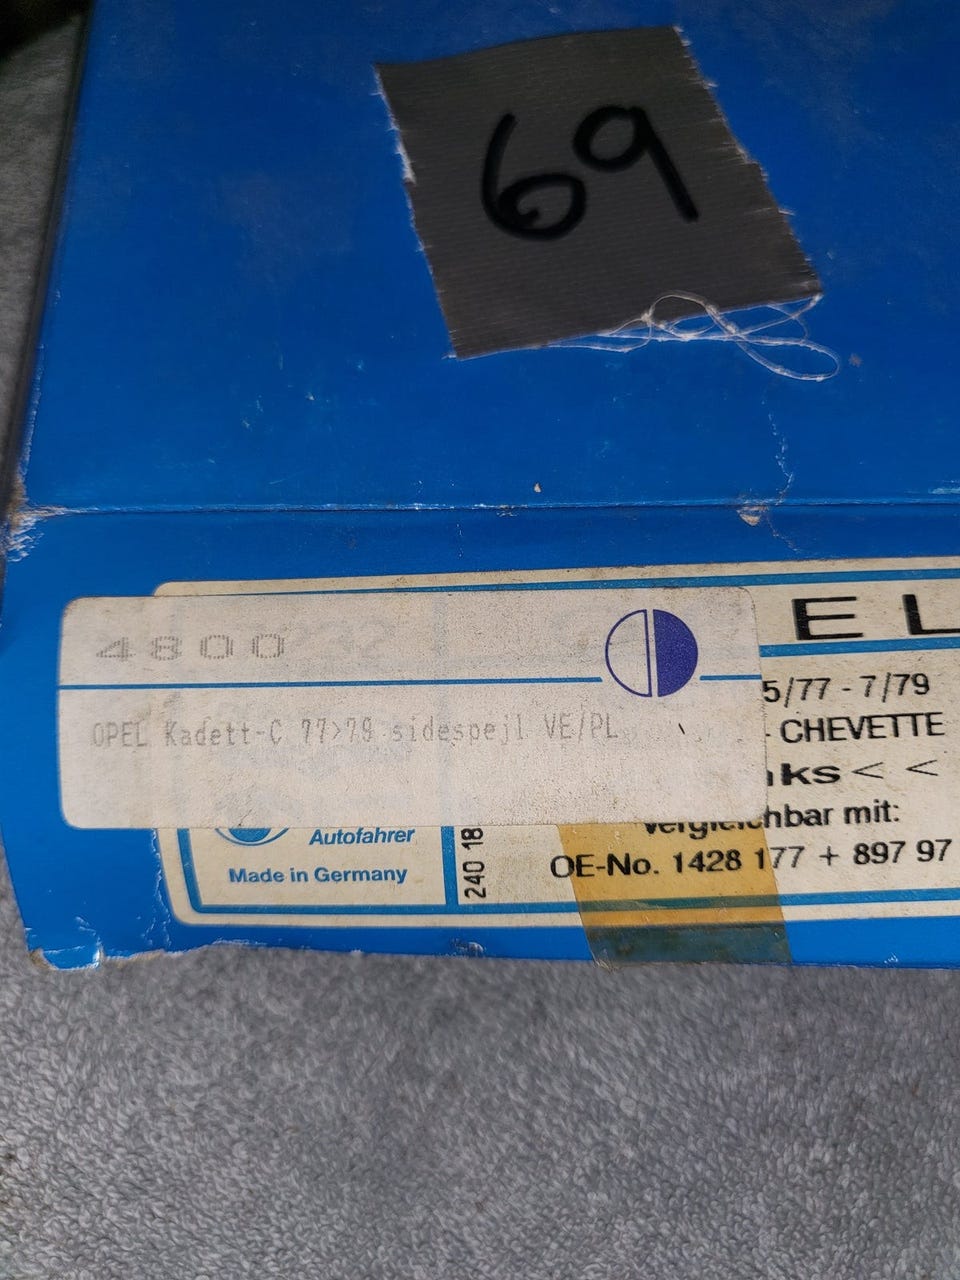 69
E L
4800
5/77 - 7/79
OPEL Kadett-C 77>79 sidespejl VE/PL
- CHEVETTE
ks < <
Vergleichbar mit:
Autofahrer
OE-No. 1428 177 + 897 97
Made in Germany
240 18